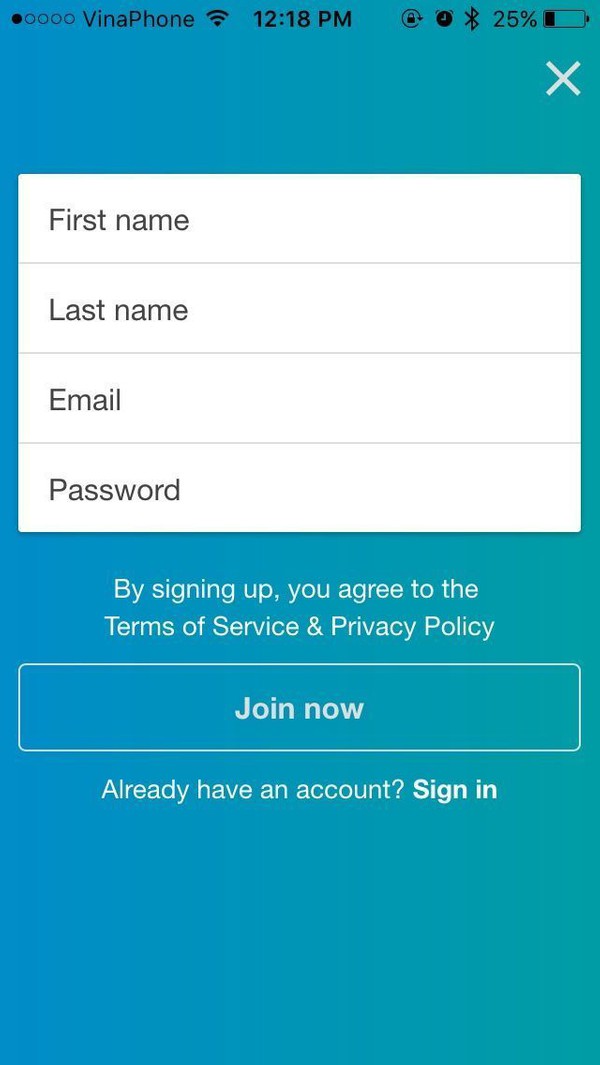 VinaPhone 12:18 PM 25%
First name
Last name
Email
Password
By signing up, you agree to the
Terms of Service & Privacy Policy
Join now
Already have an account? Sign in